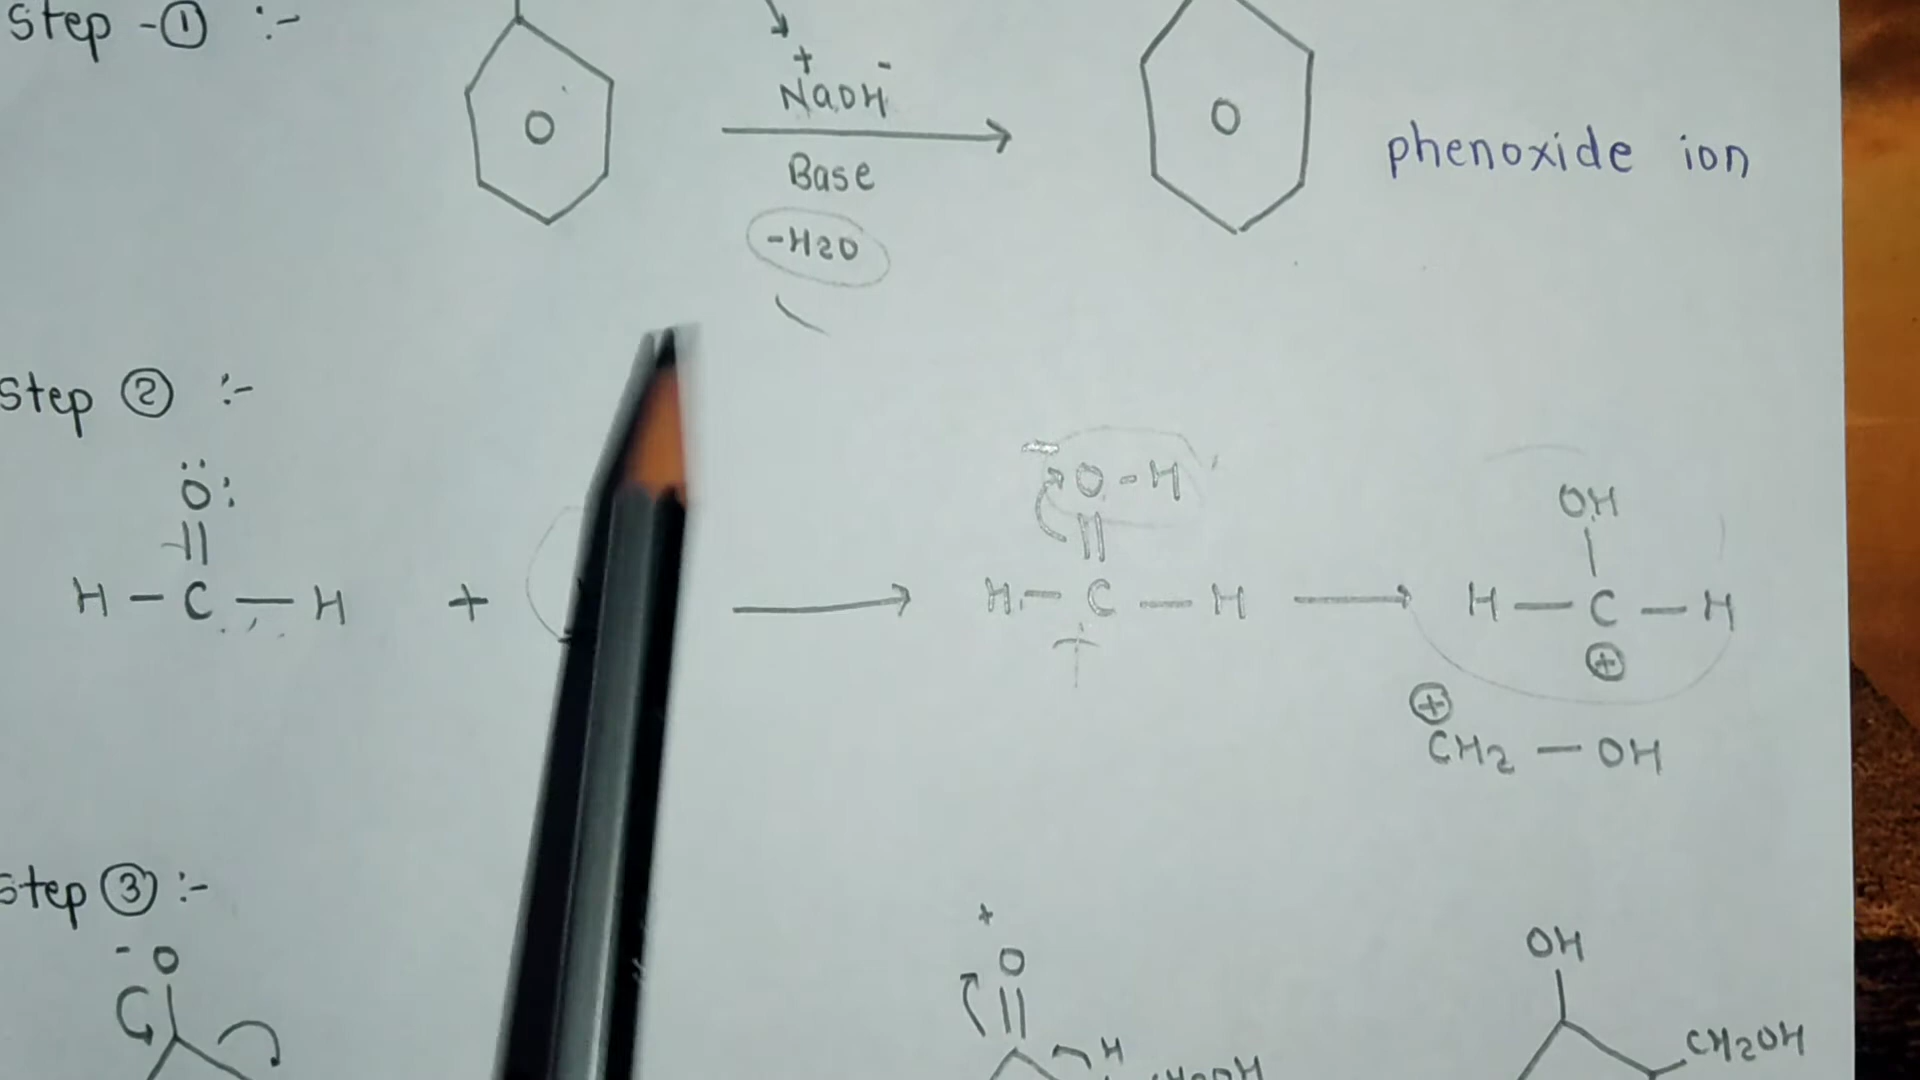 Step -① :-
+ -
NaOH
Base
-H2O
O
O
phenoxide ion
Step ② :-
Ö:
||
H - C - H + 
- O - H
||
H - C - H
+
OH
|
H - C - H
⊕
⊕
CH2 - OH
Step ③ :-
- O
+
O
||
H
OH
CH2OH